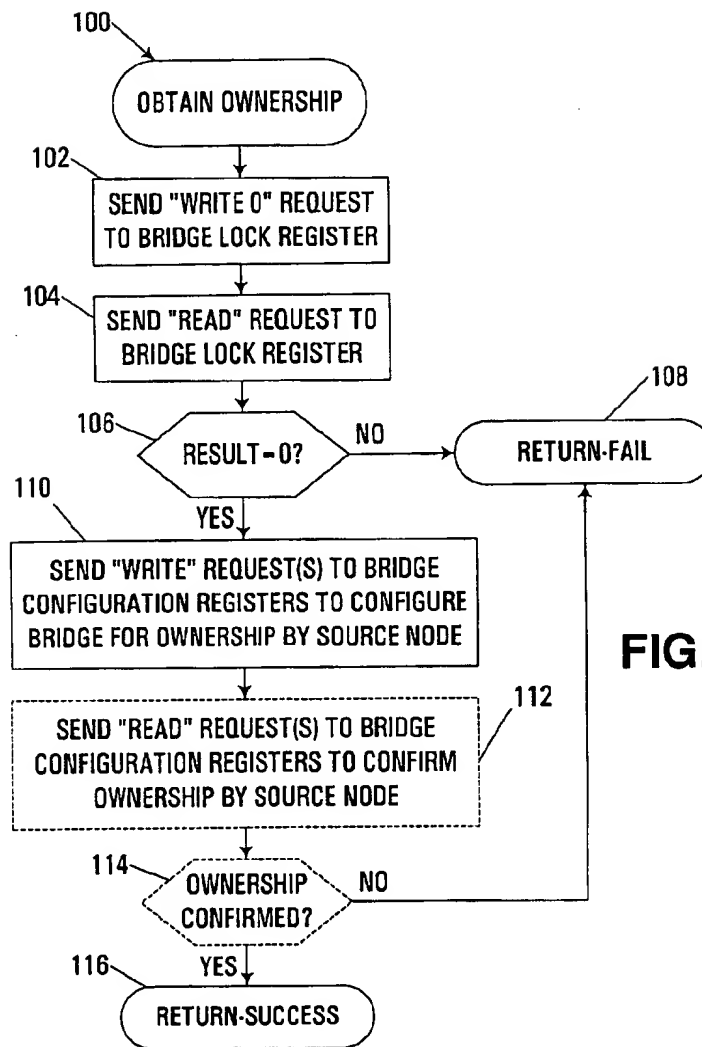 100
OBTAIN OWNERSHIP
102
SEND "WRITE 0" REQUEST
TO BRIDGE LOCK REGISTER
104
SEND "READ" REQUEST TO
BRIDGE LOCK REGISTER
106
RESULT=0?
NO
108
RETURN-FAIL
YES
110
SEND "WRITE" REQUEST(S) TO BRIDGE
CONFIGURATION REGISTERS TO CONFIGURE
BRIDGE FOR OWNERSHIP BY SOURCE NODE
FIG.
112
SEND "READ" REQUEST(S) TO BRIDGE
CONFIGURATION REGISTERS TO CONFIRM
OWNERSHIP BY SOURCE NODE
114
OWNERSHIP
CONFIRMED?
NO
YES
116
RETURN-SUCCESS